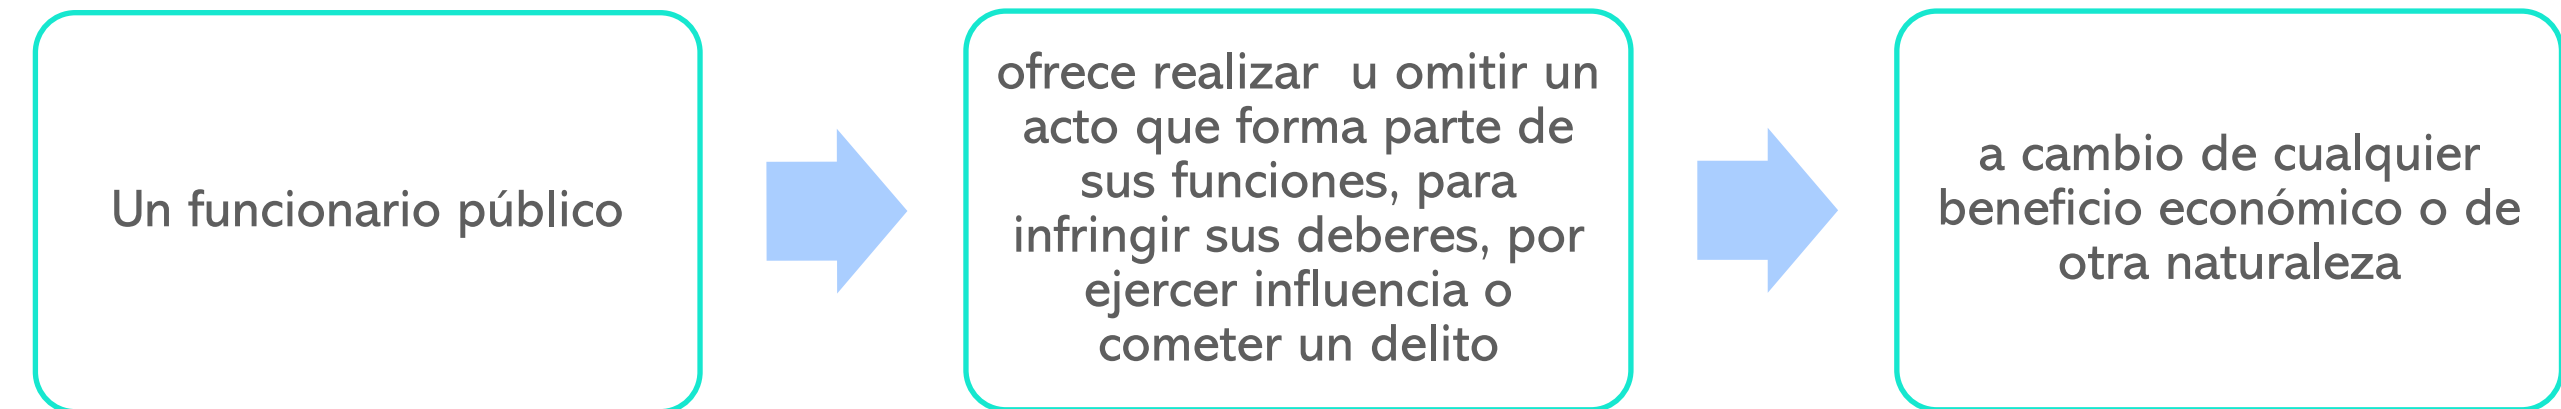 Un funcionario público
ofrece realizar  u omitir un
acto que forma parte de
sus funciones, para
infringir sus deberes, por
ejercer influencia o
cometer un delito
a cambio de cualquier
beneficio económico o de
otra naturaleza